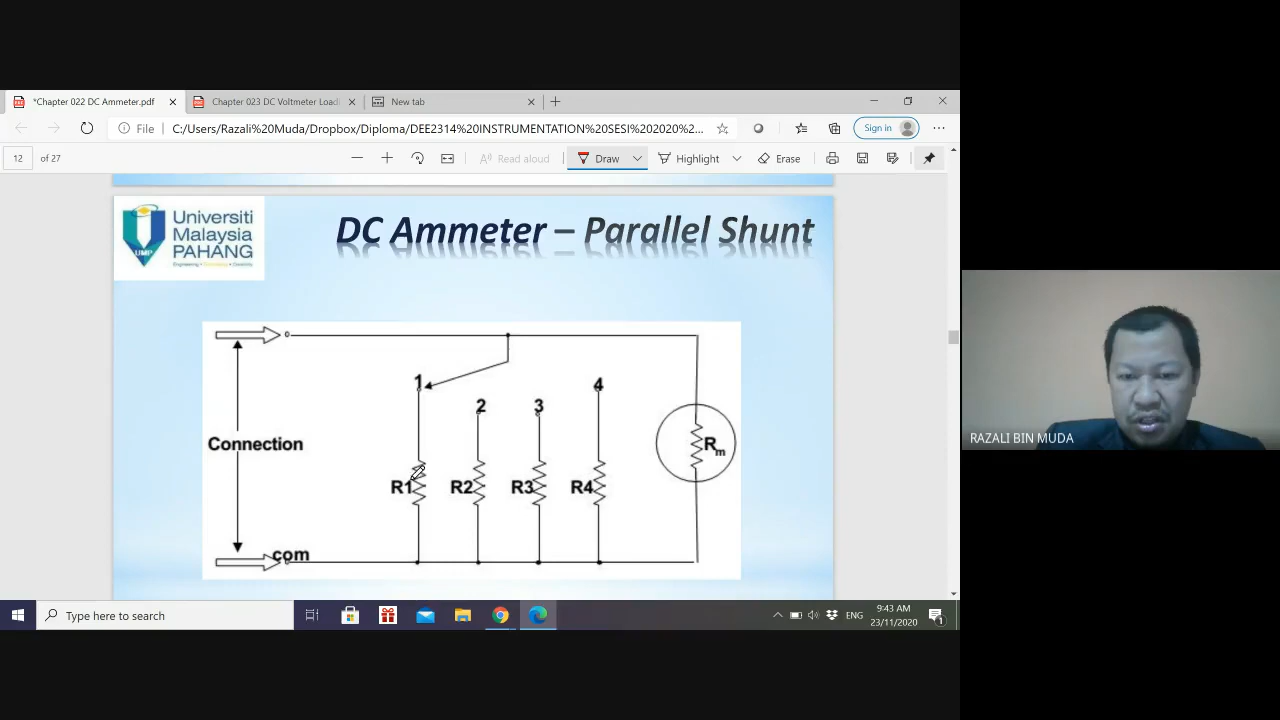 *Chapter 022 DC Ammeter.pdf
Chapter 023 DC Voltmeter Loadi
New tab
File
C:/Users/Razali%20Muda/Dropbox/Diploma/DEE2314%20INSTRUMENTATION%20SESI%202020%2...
Sign in
12 of 27
Read aloud
Draw
Highlight
Erase
Universiti
Malaysia
PAHANG
UMP
DC Ammeter – Parallel Shunt
1
2
3
4
Connection
Rm
R1
R2
R3
R4
com
RAZALI BIN MUDA
Type here to search
ENG
9:43 AM
23/11/2020
1